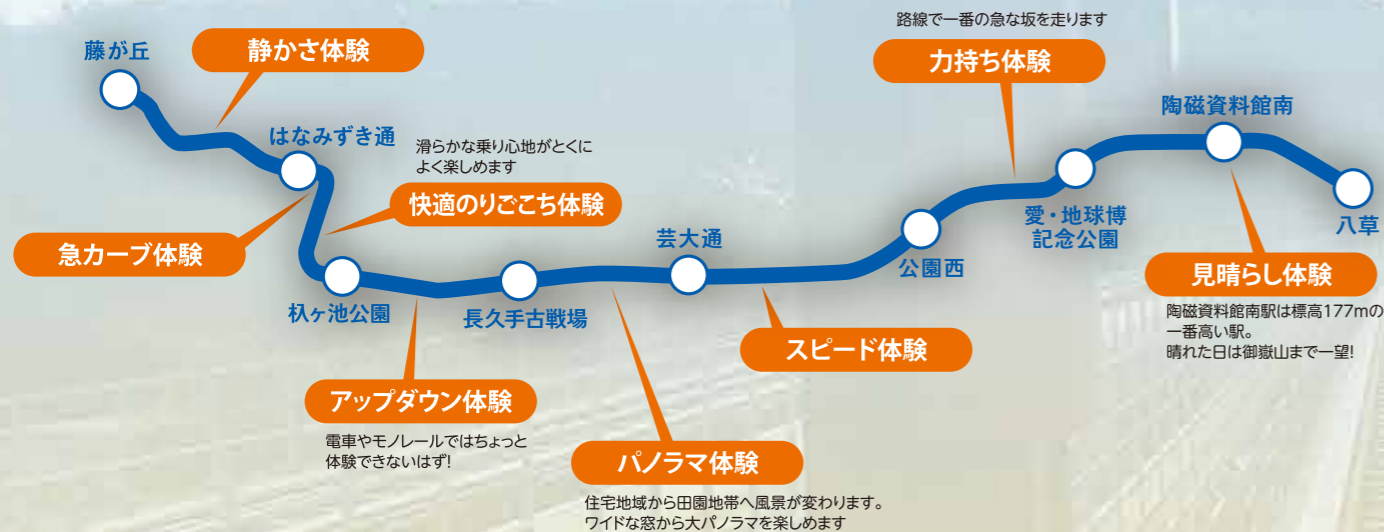 路線で一番の急な坂を走ります
力持ち体験
静かさ体験
藤が丘
陶磁資料館南
はなみずき通
滑らかな乗り心地がとくに
よく楽しめます
快適のりごこち体験
急カーブ体験
芸大通
愛・地球博
記念公園
八草
公園西
見晴らし体験
杁ヶ池公園
長久手古戦場
陶磁資料館南駅は標高177mの
一番高い駅。
晴れた日は御嶽山まで一望!
スピード体験
アップダウン体験
電車やモノレールではちょっと
体験できないはず!
パノラマ体験
住宅地域から田園地帯へ風景が変わります。
ワイドな窓から大パノラマを楽しめます